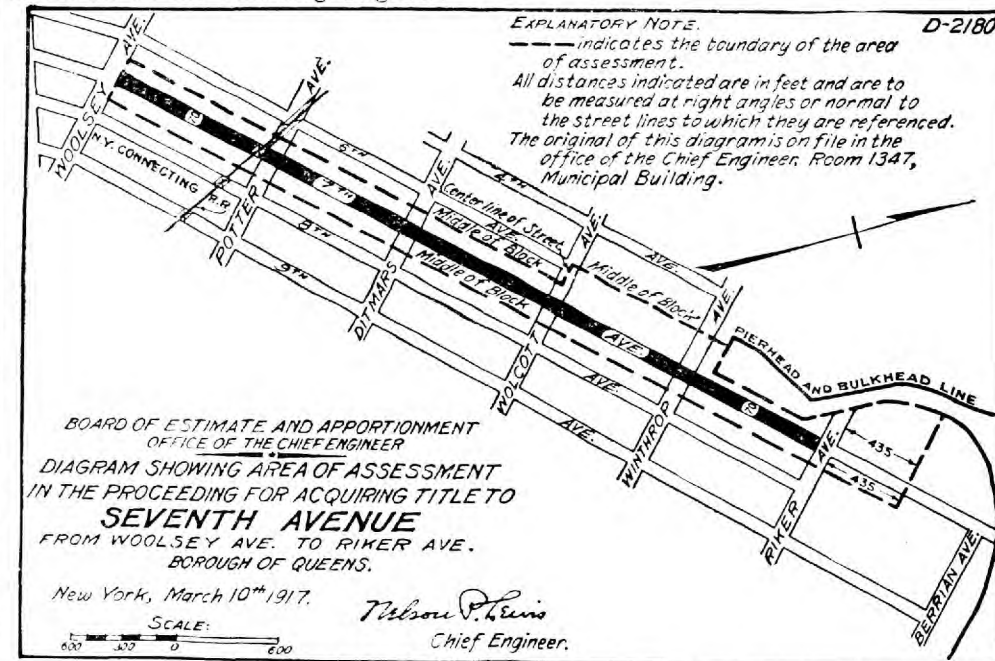 EXPLANATORY NOTE.
D-2180
indicates the boundary of the area
of assessment.
All distances indicated are in feet and are to
be measured at right angles or normal to
the street lines to which they are referenced.
The original of this diagram is on file in the
office of the Chief Engineer, Room 1347,
Municipal Building.
WOOLSEY AVE.
AVE.
POTTER
N.Y. CONNECTING
R.R
70
6TH
7TH
8TH
9TH
DITMARS AVE.
4TH
Center line of Street
AVE.
Middle of Block
Middle of Block
Middle of Block
AVE.
WOLCOTT AVE.
AVE.
AVE.
AVE.
WINTHROP AVE.
70
PIERHEAD AND BULKHEAD LINE
RIKER AVE.
435
435
BERRIAN AVE.
BOARD OF ESTIMATE AND APPORTIONMENT
OFFICE OF THE CHIEF ENGINEER
DIAGRAM SHOWING AREA OF ASSESSMENT
IN THE PROCEEDING FOR ACQUIRING TITLE TO
SEVENTH AVENUE
FROM WOOLSEY AVE. TO RIKER AVE.
BOROUGH OF QUEENS.
New York, March 10th 1917.
Nelson P. Lewis
Chief Engineer.
SCALE:
600 300 0 600